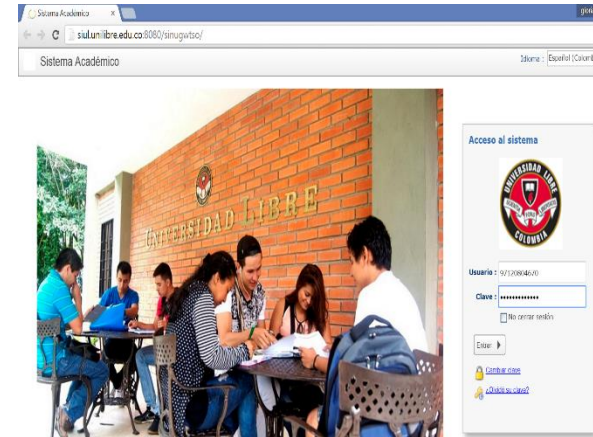 Sistema Académico
siul.unilibre.edu.co:8080/sinugwtso/
Sistema Académico
Idioma : Español (Colomb
UNIVERSIDAD LIBRE
Acceso al sistema
UNIVERSIDAD LIBRE
COLOMBIA
Usuario : 97120804620
Clave : •••••••••••••
No cerrar sesión
Entrar
Cambiar clave
¿Olvidó su clave?